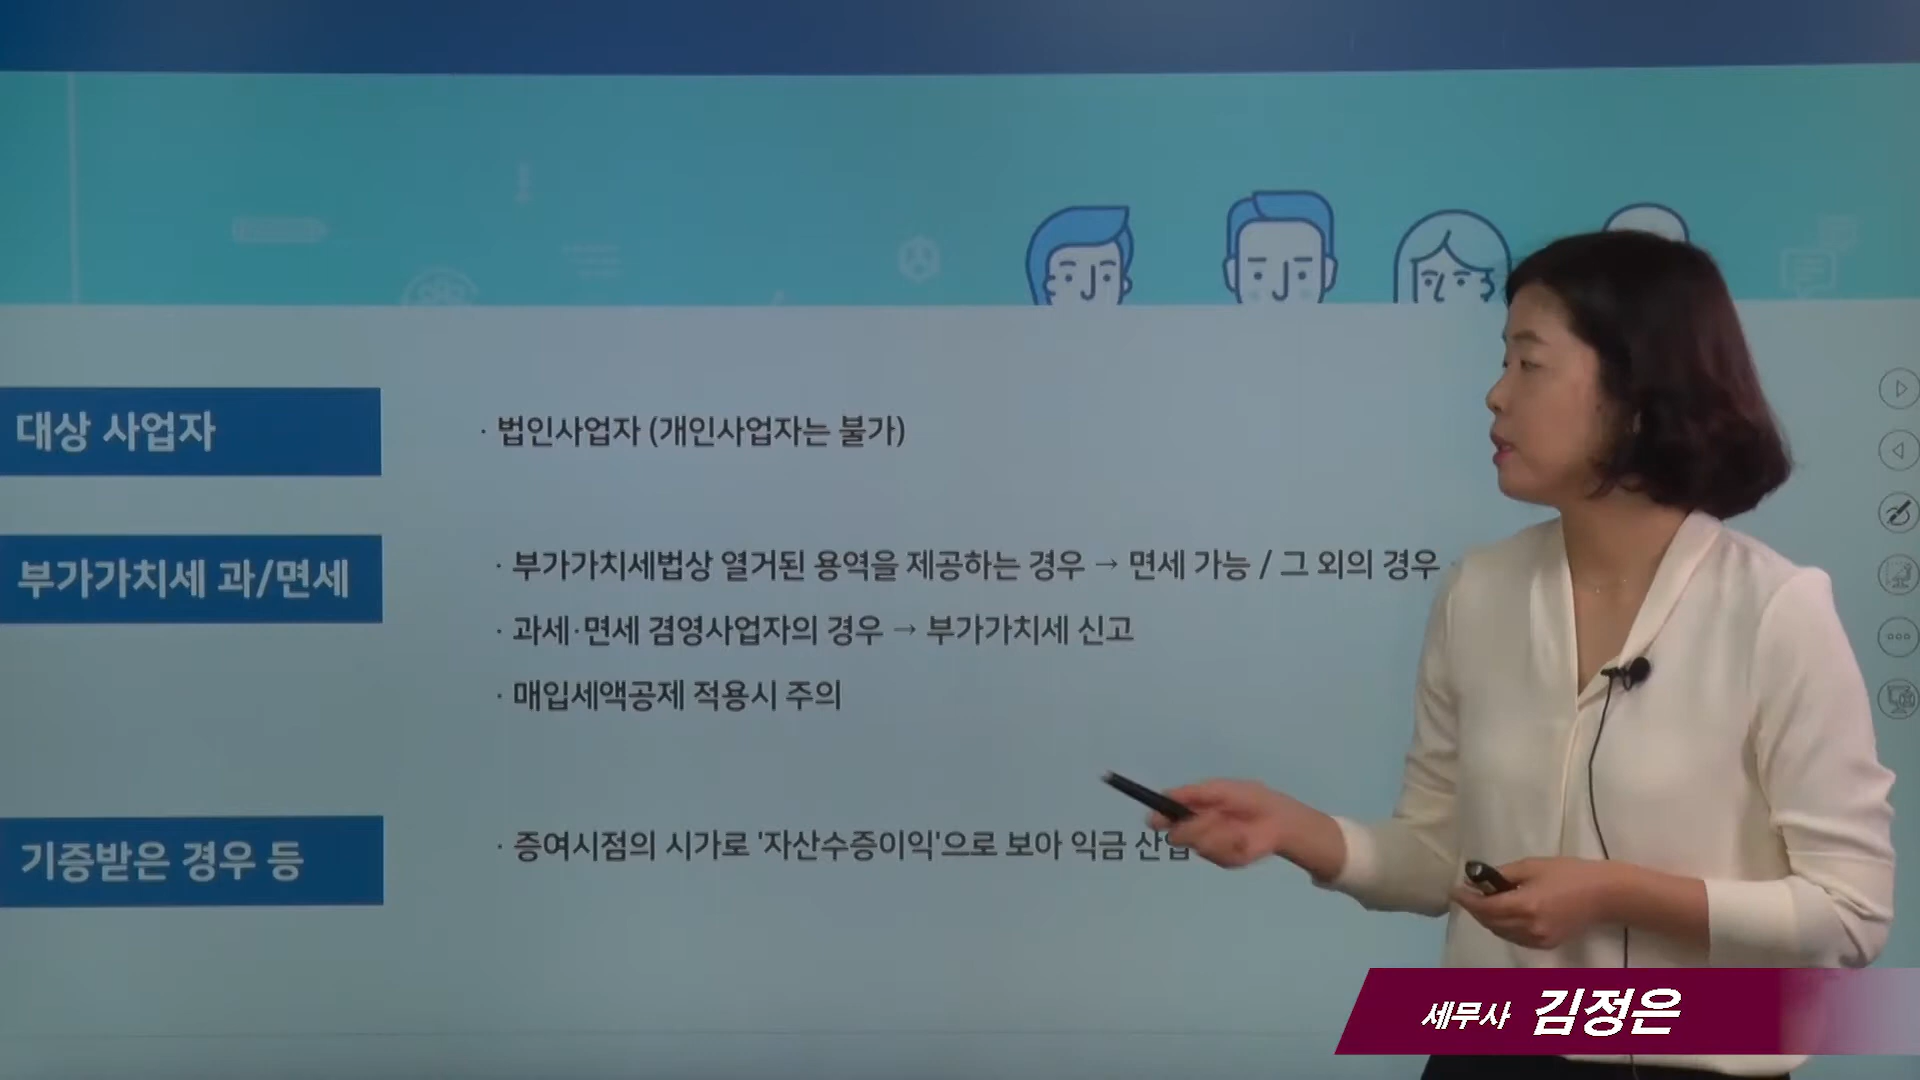 대상 사업자
· 법인사업자 (개인사업자는 불가)
부가가치세 과/면세
· 부가가치세법상 열거된 용역을 제공하는 경우 → 면세 가능 / 그 외의 경우
· 과세·면세 겸영사업자의 경우 → 부가가치세 신고
· 매입세액공제 적용시 주의
기증받은 경우 등
· 증여시점의 시가로 '자산수증이익'으로 보아 익금 산입
세무사 김정은